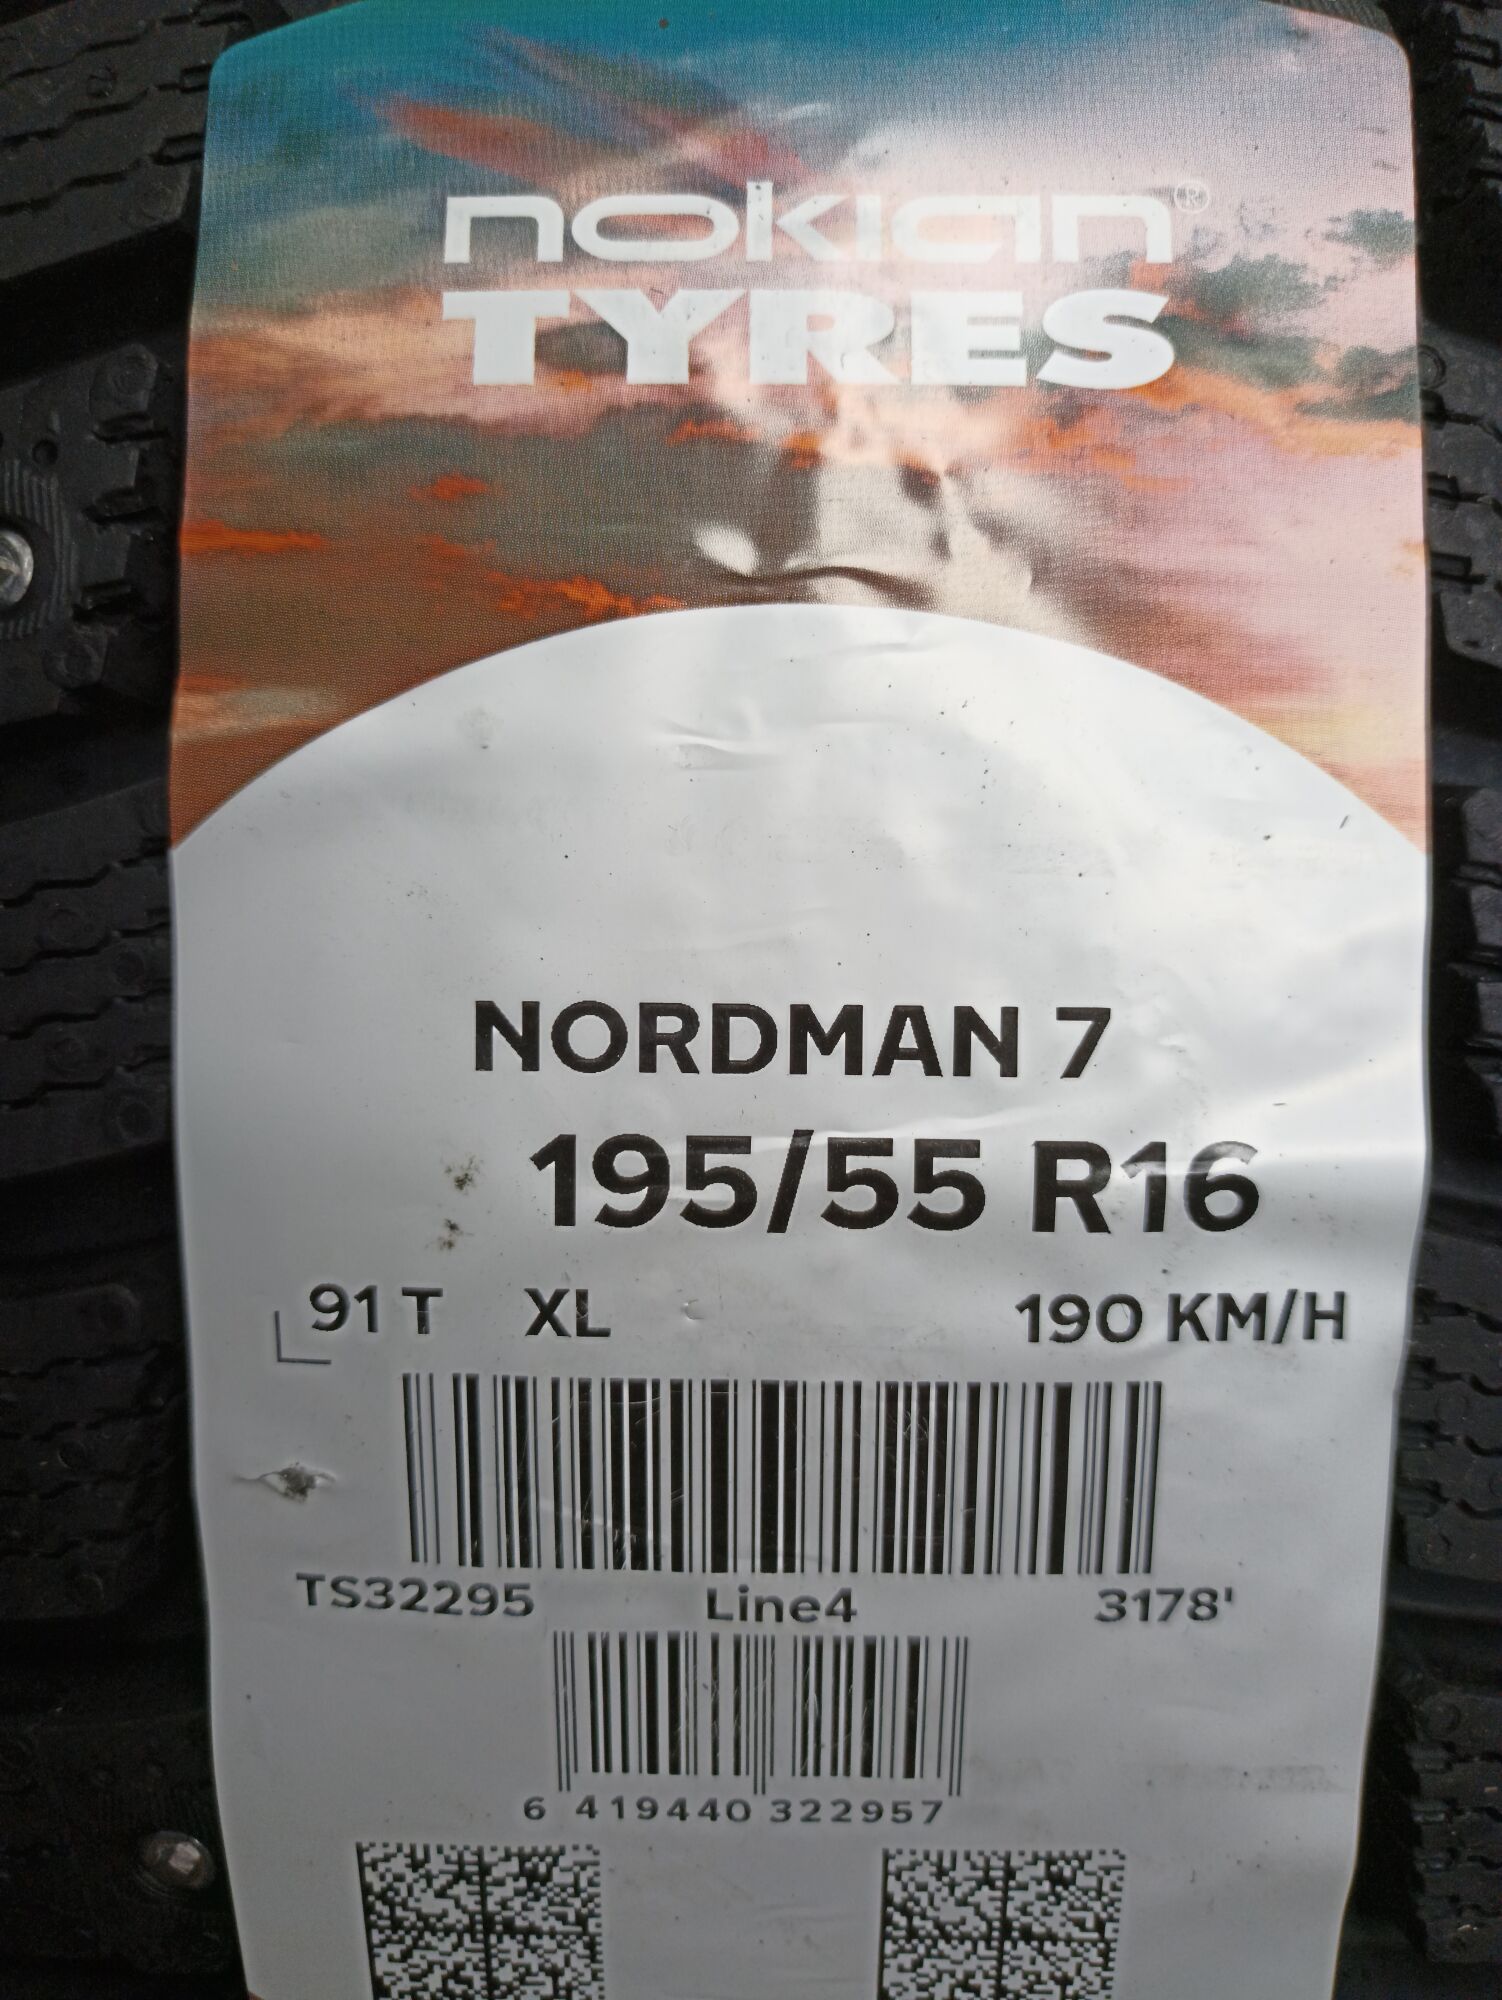 nokian®
TYRES
NORDMAN 7
195/55 R16
91 T XL 190 KM/H
TS32295 Line4 3178'
6 419440 322957